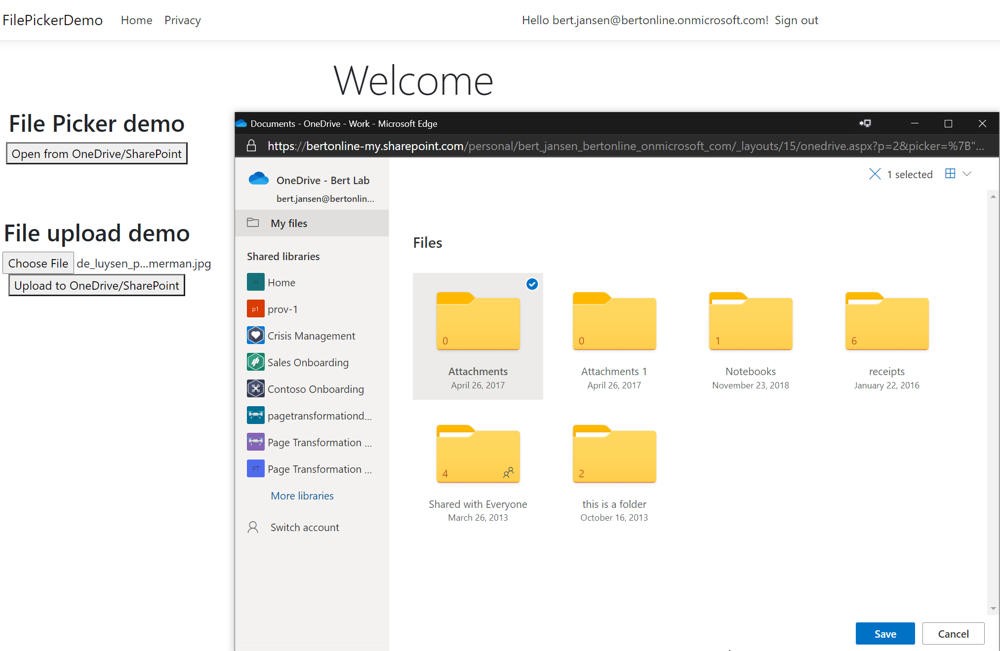 FilePickerDemo Home Privacy Hello bert.jansen@bertonline.onmicrosoft.com! Sign out
Welcome
File Picker demo
Open from OneDrive/SharePoint
File upload demo
Choose File de_luysen_p...merman.jpg
Upload to OneDrive/SharePoint
Documents - OneDrive - Work - Microsoft Edge
https://bertonline-my.sharepoint.com/personal/bert_jansen_bertonline_onmicrosoft_com/_layouts/15/onedrive.aspx?p=2&picker=%7B"...
OneDrive - Bert Lab
bert.jansen@bertonlin...
My files
Shared libraries
H Home
p1 prov-1
Crisis Management
Sales Onboarding
Contoso Onboarding
pagetransformationd...
Page Transformation ...
PT Page Transformation ...
More libraries
Switch account
1 selected
Files
0 0 1 6
Attachments Attachments 1 Notebooks receipts
April 26, 2017 April 26, 2017 November 23, 2018 January 22, 2016
4 2
Shared with Everyone this is a folder
March 26, 2013 October 16, 2013
Save Cancel